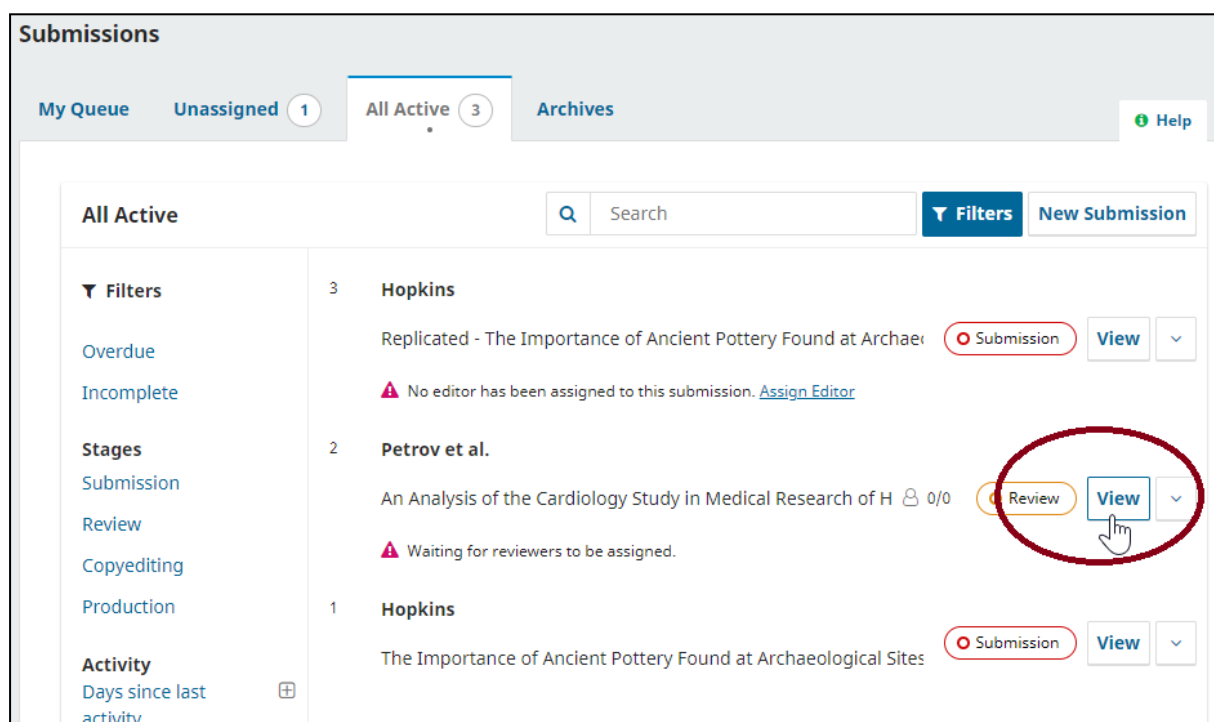 Submissions
My Queue Unassigned 1 All Active 3 Archives
Help
All Active Search Filters New Submission
Filters
Overdue
Incomplete
Stages
Submission
Review
Copyediting
Production
Activity
Days since last
activity
3 Hopkins
Replicated - The Importance of Ancient Pottery Found at Archaeo Submission View
No editor has been assigned to this submission. Assign Editor
2 Petrov et al.
An Analysis of the Cardiology Study in Medical Research of H 0/0 Review View
Waiting for reviewers to be assigned.
1 Hopkins
The Importance of Ancient Pottery Found at Archaeological Sites Submission View